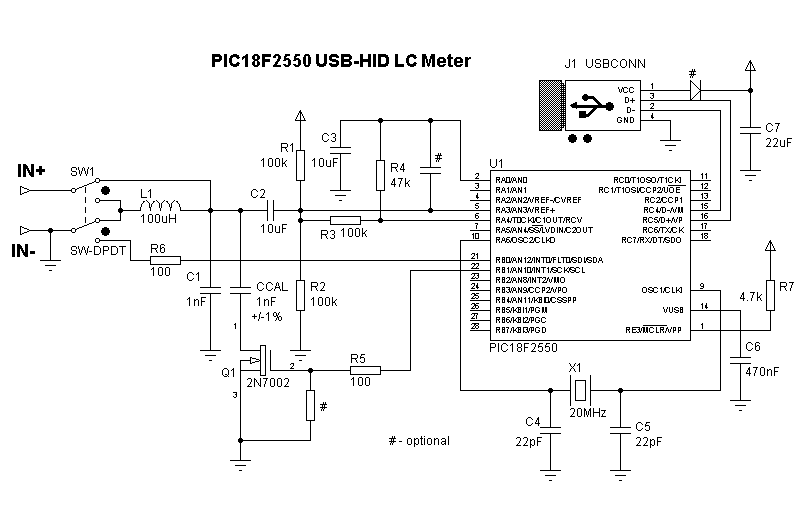 PIC18F2550 USB-HID LC Meter
J1 USBCONN
VCC 1
D+ 3
D- 2
GND 4
#
C7
22uF
IN+
SW1
IN-
SW-DPDT
L1
100uH
C2
10uF
R1
100k
C3
10uF
R4
47k
#
R3 100k
R6
100
C1
1nF
CCAL
1nF
+/-1%
R2
100k
1
Q1
2
2N7002
3
R5
100
#
# - optional
U1
2 RA0/AN0
3 RA1/AN1
4 RA2/AN2/VREF-/CVREF
5 RA3/AN3/VREF+
6 RA4/T0CKI/C1OUT/RCV
7 RA5/AN4/SS/LVDIN/C2OUT
10 RA6/OSC2/CLKO
21 RB0/AN12/INT0/FLT0/SDI/SDA
22 RB1/AN10/INT1/SCK/SCL
23 RB2/AN8/INT2/VMO
24 RB3/AN9/CCP2/VPO
25 RB4/AN11/KBI0/CSSPP
26 RB5/KBI1/PGM
27 RB6/KBI2/PGC
28 RB7/KBI3/PGD
RC0/T1OSO/T1CKI 11
RC1/T1OSI/CCP2/UOE 12
RC2/CCP1 13
RC4/D-/VM 15
RC5/D+/VP 16
RC6/TX/CK 17
RC7/RX/DT/SDO 18
OSC1/CLKI 9
VUSB 14
RE3/MCLR/VPP 1
PIC18F2550
R7
4.7k
C6
470nF
X1
20MHz
C4
22pF
C5
22pF